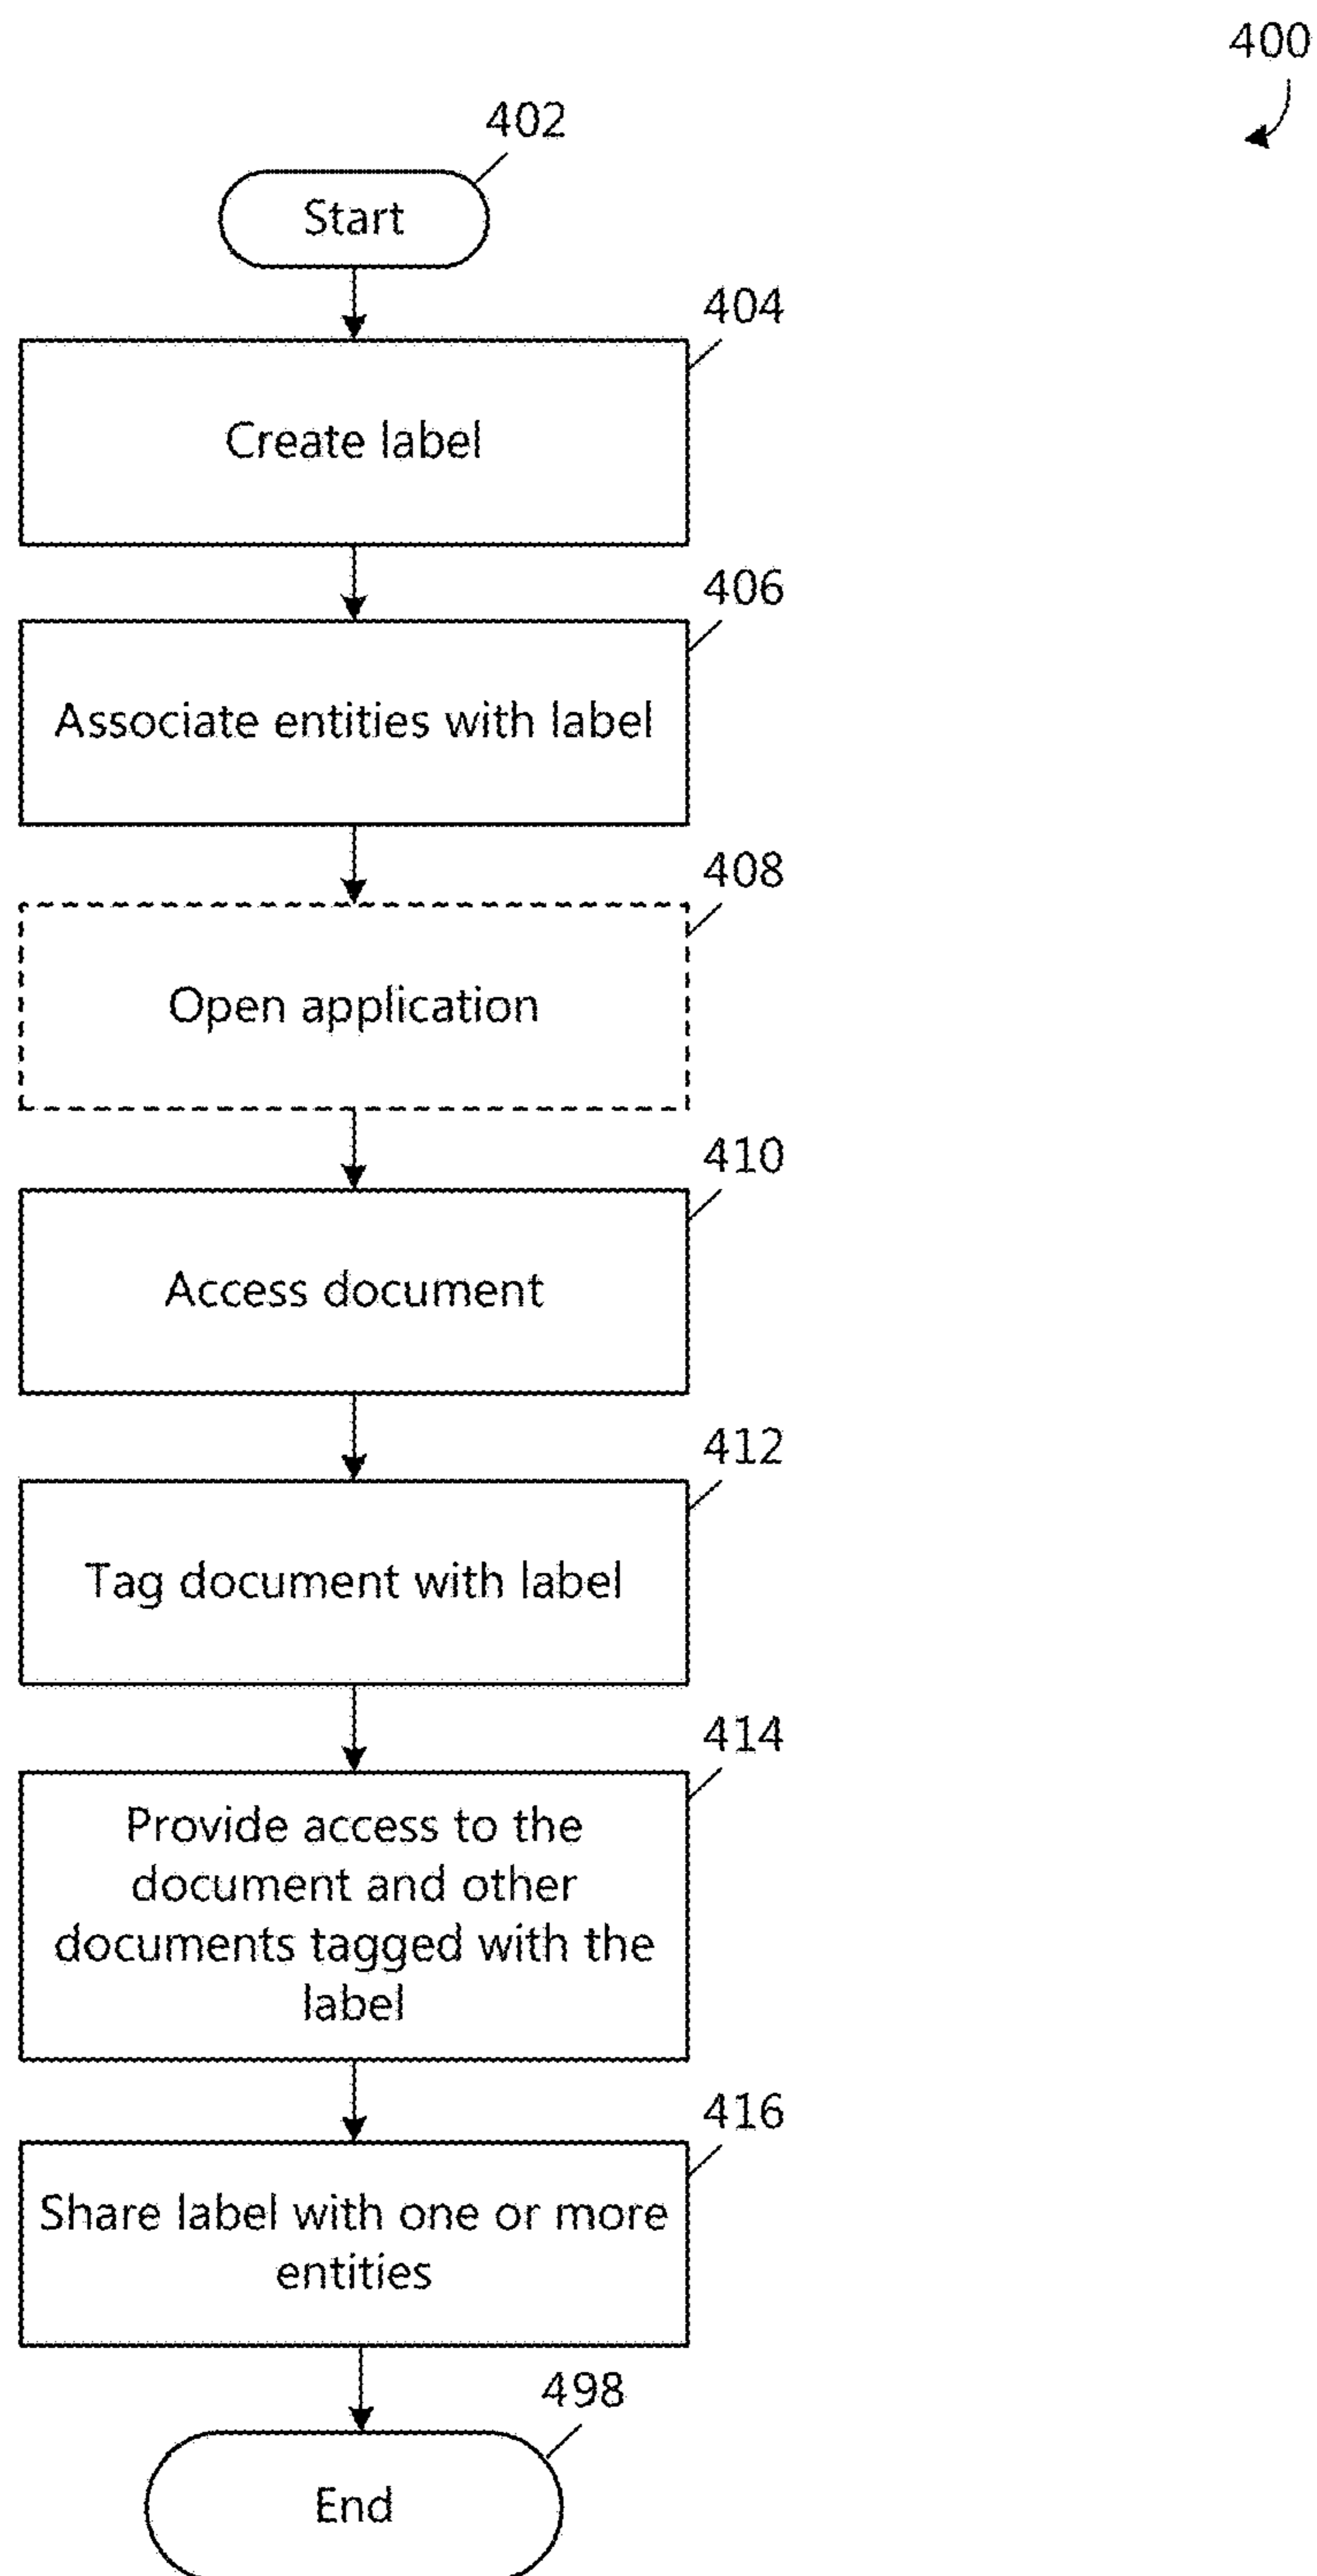 400
402
Start
404
Create label
406
Associate entities with label
408
Open application
410
Access document
412
Tag document with label
414
Provide access to the
document and other
documents tagged with the
label
416
Share label with one or more
entities
498
End